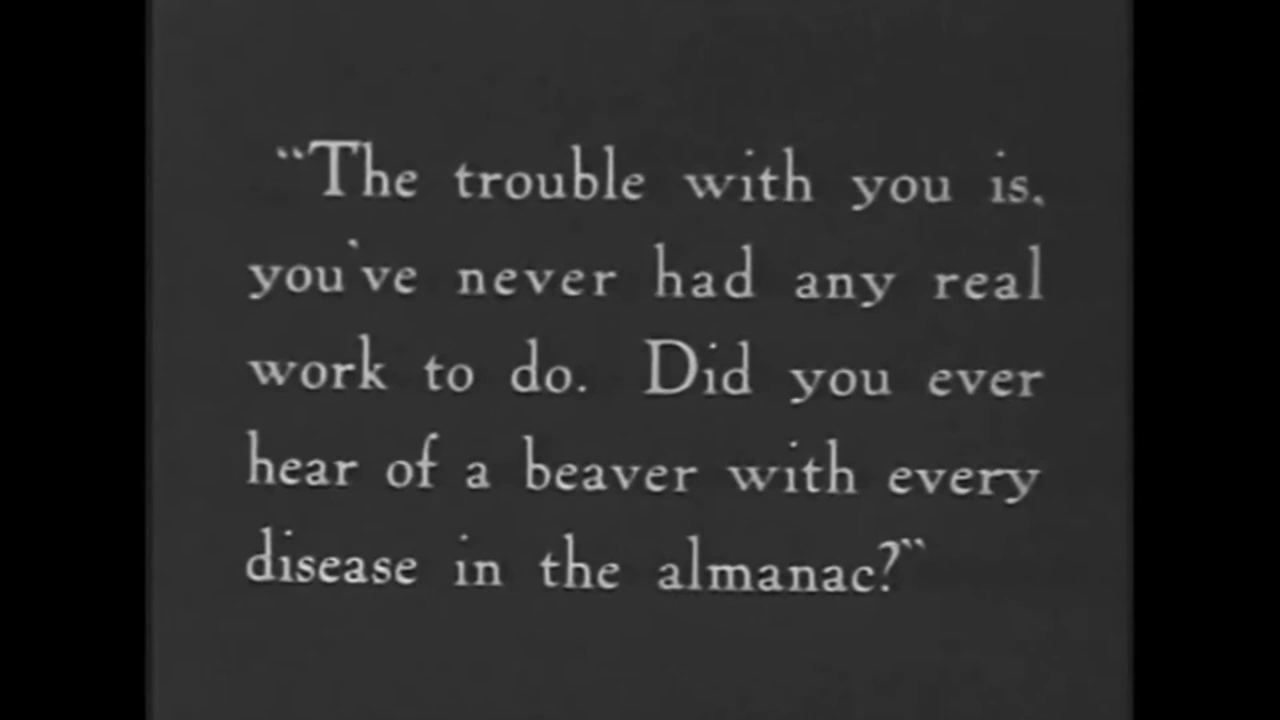 “The trouble with you is,
you've never had any real
work to do. Did you ever
hear of a beaver with every
disease in the almanac?”